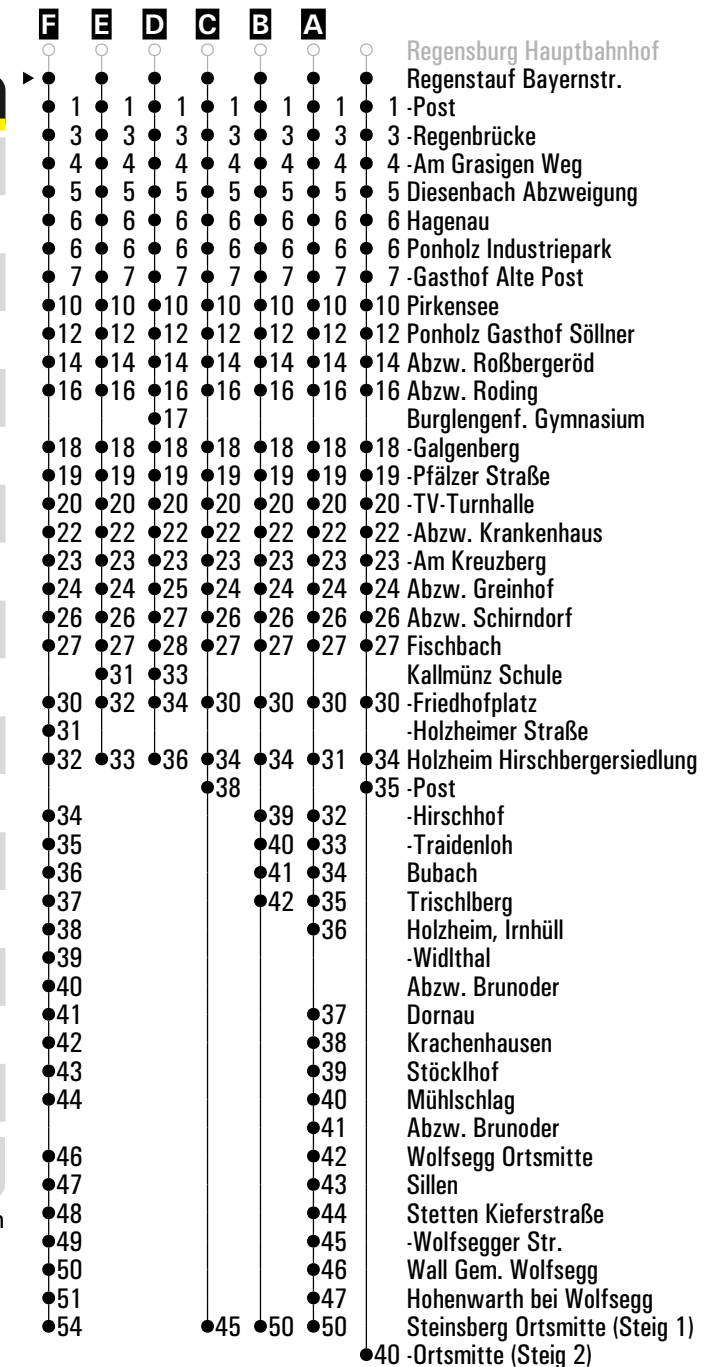 F E D C B A
Regensburg Hauptbahnhof
Regenstauf Bayernstr.
1 1 1 1 1 1 1 -Post
3 3 3 3 3 3 3 -Regenbrücke
4 4 4 4 4 4 4 -Am Grasigen Weg
5 5 5 5 5 5 5 Diesenbach Abzweigung
6 6 6 6 6 6 6 Hagenau
6 6 6 6 6 6 6 Ponholz Industriepark
7 7 7 7 7 7 7 -Gasthof Alte Post
10 10 10 10 10 10 10 Pirkensee
12 12 12 12 12 12 12 Ponholz Gasthof Söllner
14 14 14 14 14 14 14 Abzw. Roßbergeröd
16 16 16 16 16 16 16 Abzw. Roding
17 Burglengenf. Gymnasium
18 18 18 18 18 18 18 -Galgenberg
19 19 19 19 19 19 19 -Pfälzer Straße
20 20 20 20 20 20 20 -TV-Turnhalle
22 22 22 22 22 22 22 -Abzw. Krankenhaus
23 23 23 23 23 23 23 -Am Kreuzberg
24 24 25 24 24 24 24 Abzw. Greinhof
26 26 27 26 26 26 26 Abzw. Schirndorf
27 27 28 27 27 27 27 Fischbach
31 33 Kallmünz Schule
30 32 34 30 30 30 30 -Friedhofplatz
31 -Holzheimer Straße
32 33 36 34 34 31 34 Holzheim Hirschbergersiedlung
38 35 -Post
34 39 32 -Hirschhof
35 40 33 -Traidenloh
36 41 34 Bubach
37 42 35 Trischlberg
38 36 Holzheim, Irnhüll
39 -Widlthal
40 Abzw. Brunoder
41 37 Dornau
42 38 Krachenhausen
43 39 Stöcklhof
44 40 Mühlschlag
41 Abzw. Brunoder
46 42 Wolfsegg Ortsmitte
47 43 Sillen
48 44 Stetten Kieferstraße
49 45 -Wolfsegger Str.
50 46 Wall Gem. Wolfsegg
51 47 Hohenwarth bei Wolfsegg
54 45 50 50 Steinsberg Ortsmitte (Steig 1)
40 -Ortsmitte (Steig 2)